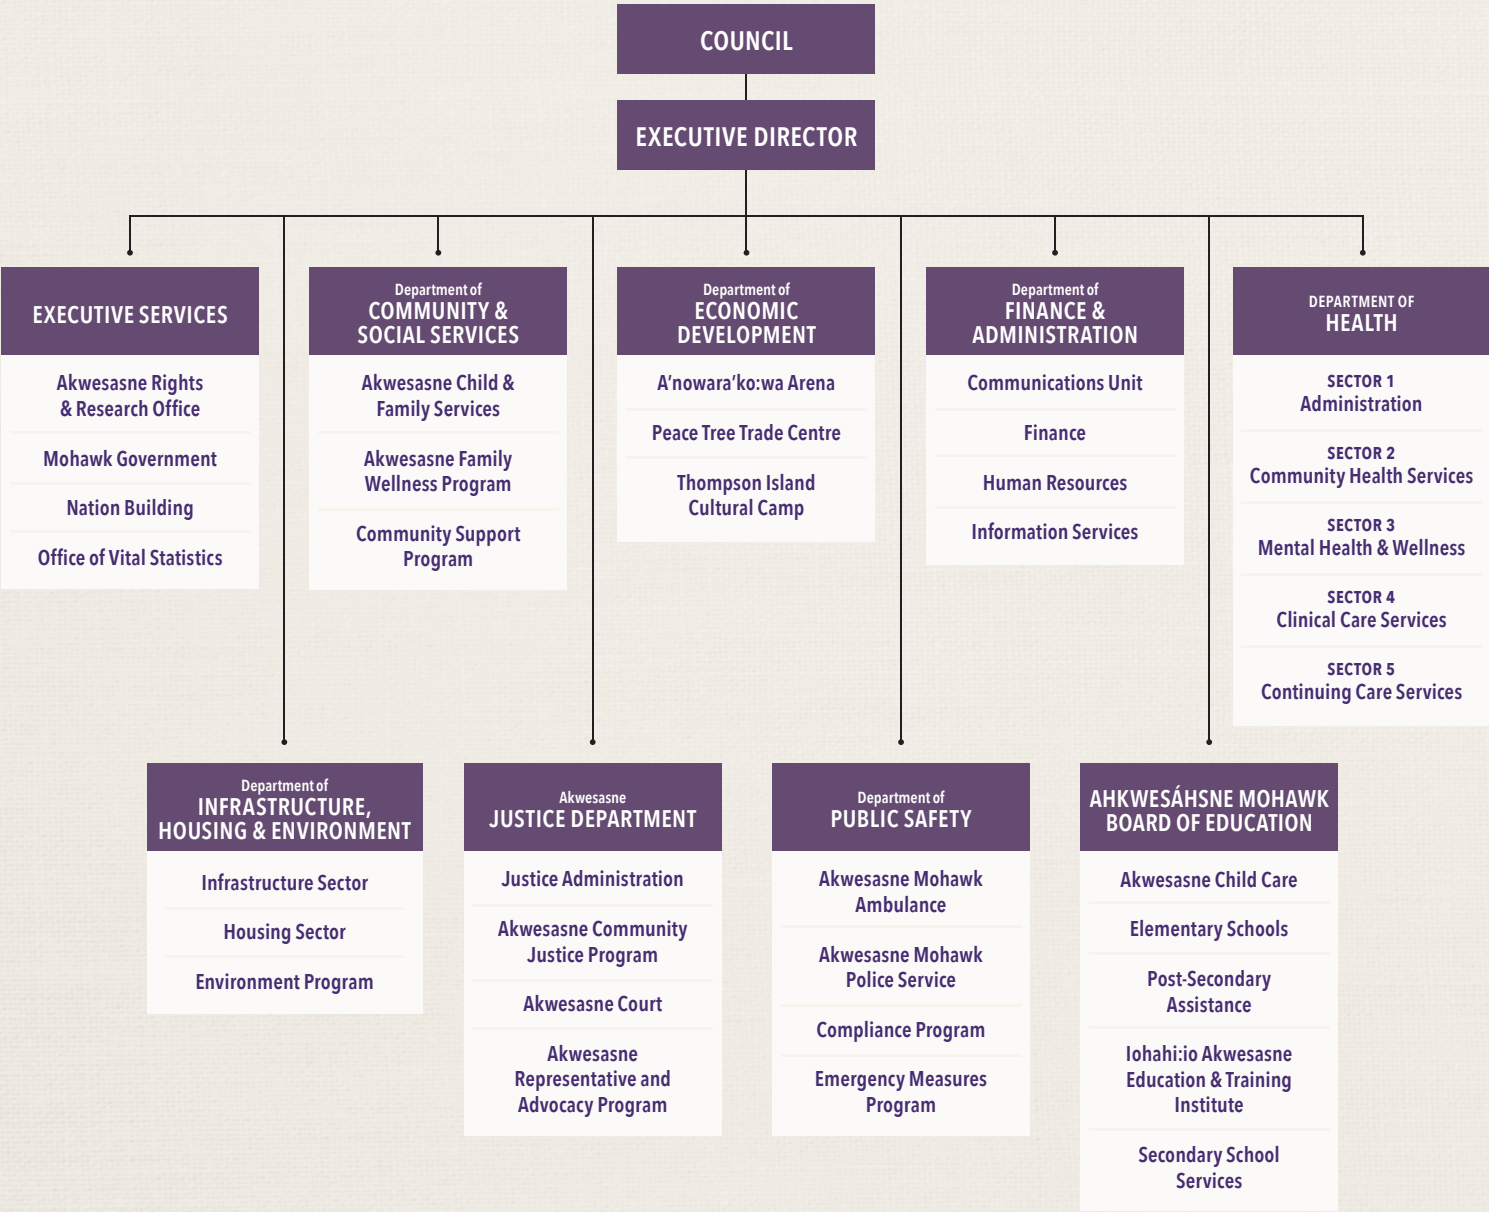 COUNCIL
EXECUTIVE DIRECTOR
EXECUTIVE SERVICES
Akwesasne Rights
& Research Office
Mohawk Government
Nation Building
Office of Vital Statistics
Department of
COMMUNITY &
SOCIAL SERVICES
Akwesasne Child &
Family Services
Akwesasne Family
Wellness Program
Community Support
Program
Department of
ECONOMIC
DEVELOPMENT
A'nowara'ko:wa Arena
Peace Tree Trade Centre
Thompson Island
Cultural Camp
Department of
FINANCE &
ADMINISTRATION
Communications Unit
Finance
Human Resources
Information Services
DEPARTMENT OF
HEALTH
SECTOR 1
Administration
SECTOR 2
Community Health Services
SECTOR 3
Mental Health & Wellness
SECTOR 4
Clinical Care Services
SECTOR 5
Continuing Care Services
Department of
INFRASTRUCTURE,
HOUSING & ENVIRONMENT
Infrastructure Sector
Housing Sector
Environment Program
Akwesasne
JUSTICE DEPARTMENT
Justice Administration
Akwesasne Community
Justice Program
Akwesasne Court
Akwesasne
Representative and
Advocacy Program
Department of
PUBLIC SAFETY
Akwesasne Mohawk
Ambulance
Akwesasne Mohawk
Police Service
Compliance Program
Emergency Measures
Program
AHKWESÁHSNE MOHAWK
BOARD OF EDUCATION
Akwesasne Child Care
Elementary Schools
Post-Secondary
Assistance
Iohahi:io Akwesasne
Education & Training
Institute
Secondary School
Services